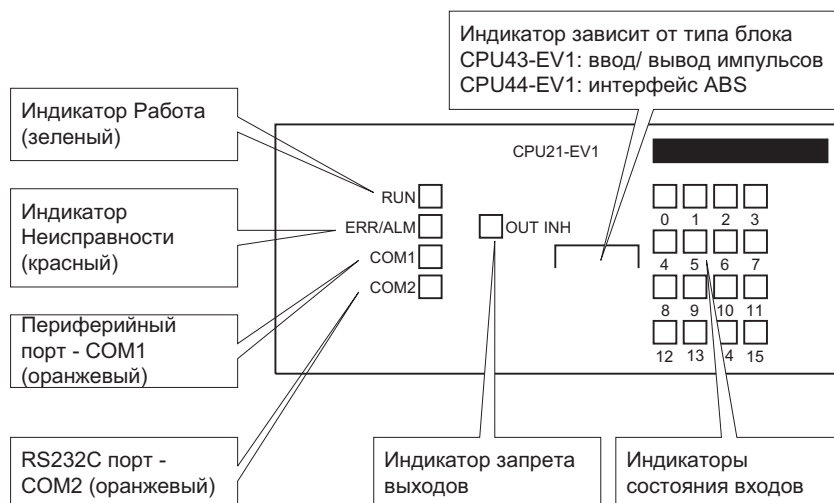 Индикатор зависит от типа блока
CPU43-EV1: ввод/ вывод импульсов
CPU44-EV1: интерфейс ABS
Индикатор Работа
(зеленый)
CPU21-EV1
RUN
0 1 2 3
Индикатор
Неисправности
(красный)
ERR/ALM
OUT INH
COM1
4 5 6 7
COM2
8 9 10 11
Периферийный
порт - COM1
(оранжевый)
12 13 4 15
RS232C порт -
COM2 (оранжевый)
Индикатор запрета
выходов
Индикаторы
состояния входов